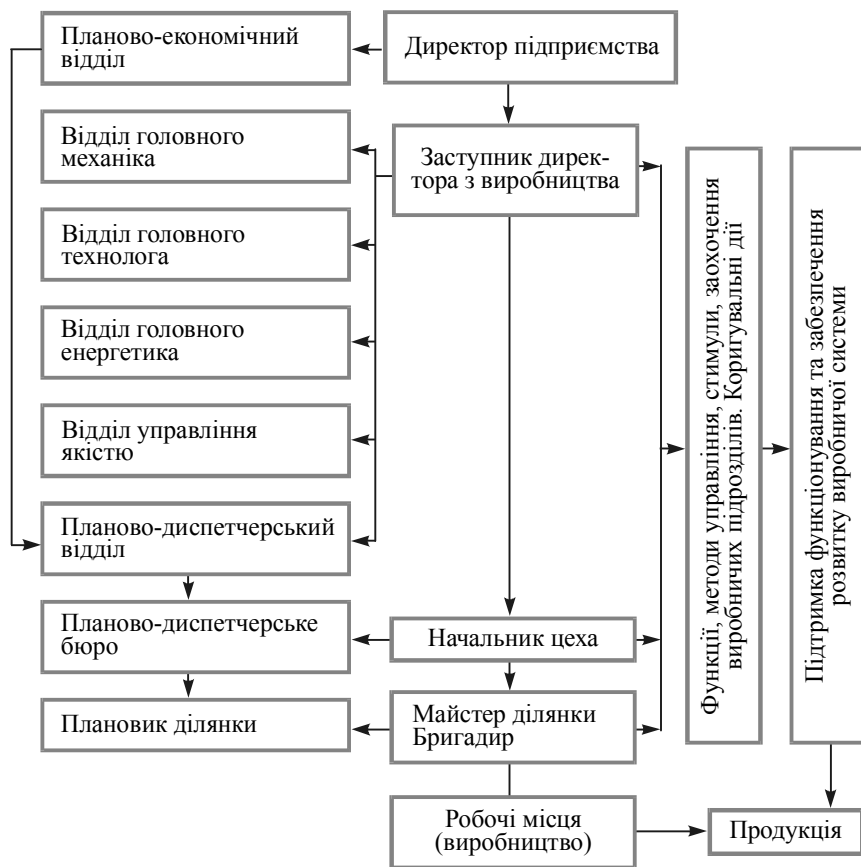 Планово-економічний
відділ
Директор підприємства
Відділ головного
механіка
Заступник дирек-
тора з виробництва
Відділ головного
технолога
Відділ головного
енергетика
Відділ управління
якістю
Планово-диспетчерський
відділ
Планово-диспетчерське
бюро
Начальник цеха
Плановик ділянки
Майстер ділянки
Бригадир
Робочі місця
(виробництво)
Функції, методи управління, стимули, заохочення
виробничих підрозділів. Коригувальні дії
Підтримка функціонування та забезпечення
розвитку виробничої системи
Продукція